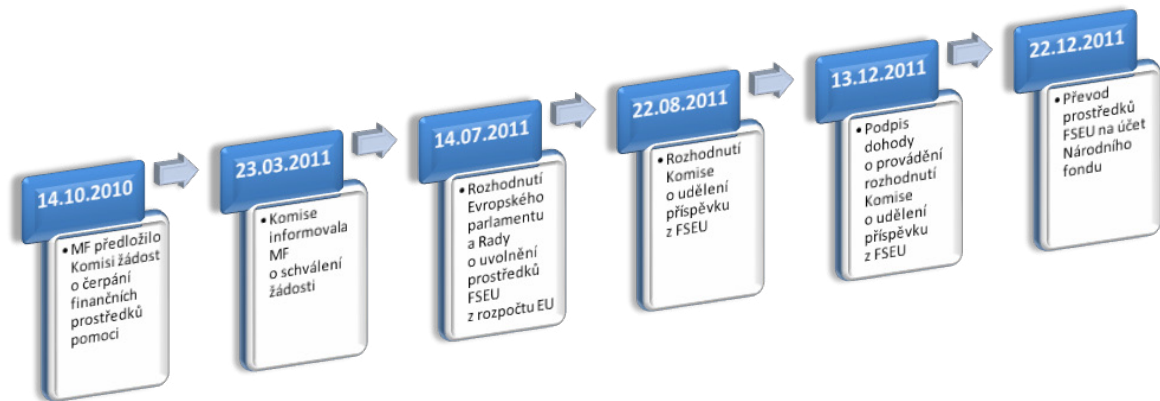 14.10.2010
• MF předložilo
Komisi žádost
o čerpání
finančních
prostředků
pomoci
23.03.2011
• Komise
informovala
MF
o schválení
žádosti
14.07.2011
• Rozhodnutí
Evropského
parlamentu
a Rady
o uvolnění
prostředků
FSEU
z rozpočtu EU
22.08.2011
• Rozhodnutí
Komise
o udělení
příspěvku
z FSEU
13.12.2011
• Podpis
dohody
o provádění
rozhodnutí
Komise
o udělení
příspěvku
z FSEU
22.12.2011
• Převod
prostředků
FSEU na účet
Národního
fondu